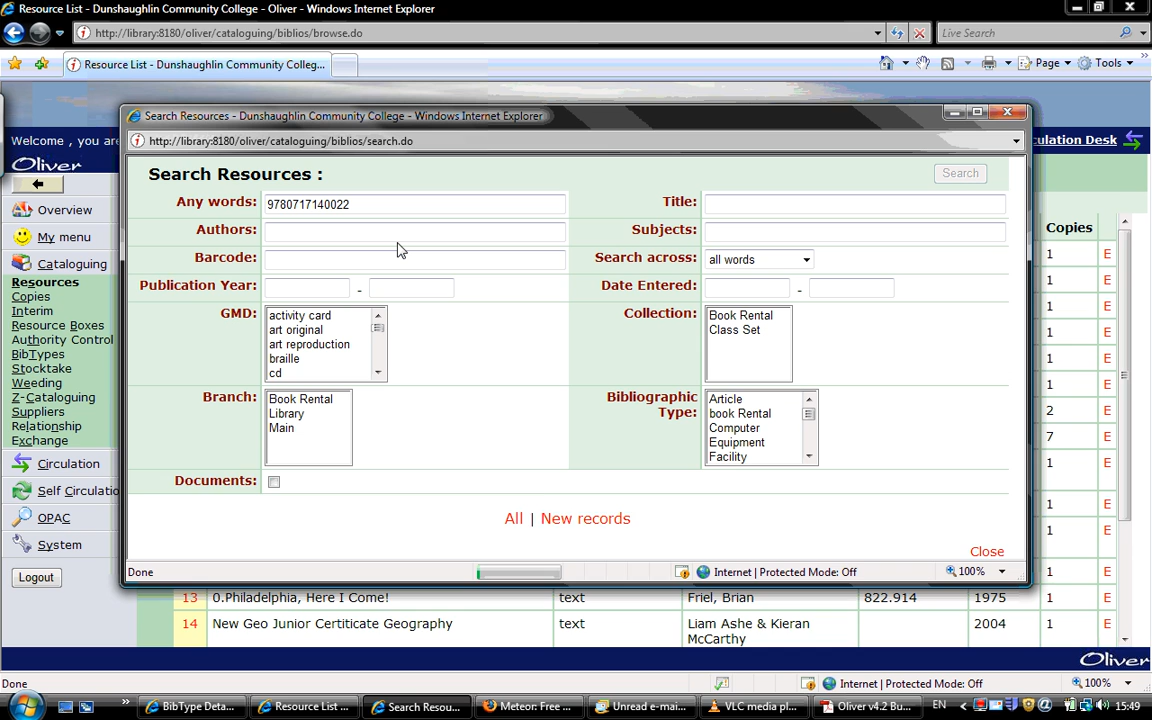 Resource List - Dunshaughlin Community College - Oliver - Windows Internet Explorer
http://library:8180/oliver/cataloguing/biblios/browse.do
Live Search
Resource List - Dunshaughlin Community Colleg...
Page
Tools
Search Resources - Dunshaughlin Community College - Oliver - Windows Internet Explorer
http://library:8180/oliver/cataloguing/biblios/search.do
Welcome , you are
culation Desk
Oliver
Search Resources :
Search
Any words: 9780717140022
Title:
Authors:
Subjects:
Barcode:
Search across: all words
Publication Year: -
Date Entered: -
GMD:
activity card
art original
art reproduction
braille
cd
Collection:
Book Rental
Class Set
Branch:
Book Rental
Library
Main
Bibliographic Type:
Article
book Rental
Computer
Equipment
Facility
Documents:
All | New records
Close
Done
Internet | Protected Mode: Off
100%
Overview
My menu
Cataloguing
Resources
Copies
Interim
Resource Boxes
Authority Control
BibTypes
Stocktake
Weeding
Z-Cataloguing
Suppliers
Relationship
Exchange
Circulation
Self Circulatio
OPAC
System
Logout
Copies
1 E
1 E
1 E
1 E
1 E
1 E
2 E
7 E
1 E
1 E
1 E
1 E
13 0.Philadelphia, Here I Come! text Friel, Brian 822.914 1975 1 E
14 New Geo Junior Certiticate Geography text Liam Ashe & Kieran McCarthy 2004 1 E
Oliver
Done
Internet | Protected Mode: Off
100%
BibType Deta...
Resource List ...
Search Resou...
Meteor: Free ...
Unread e-mai...
VLC media pl...
Oliver v4.2 Bu...
EN
15:49